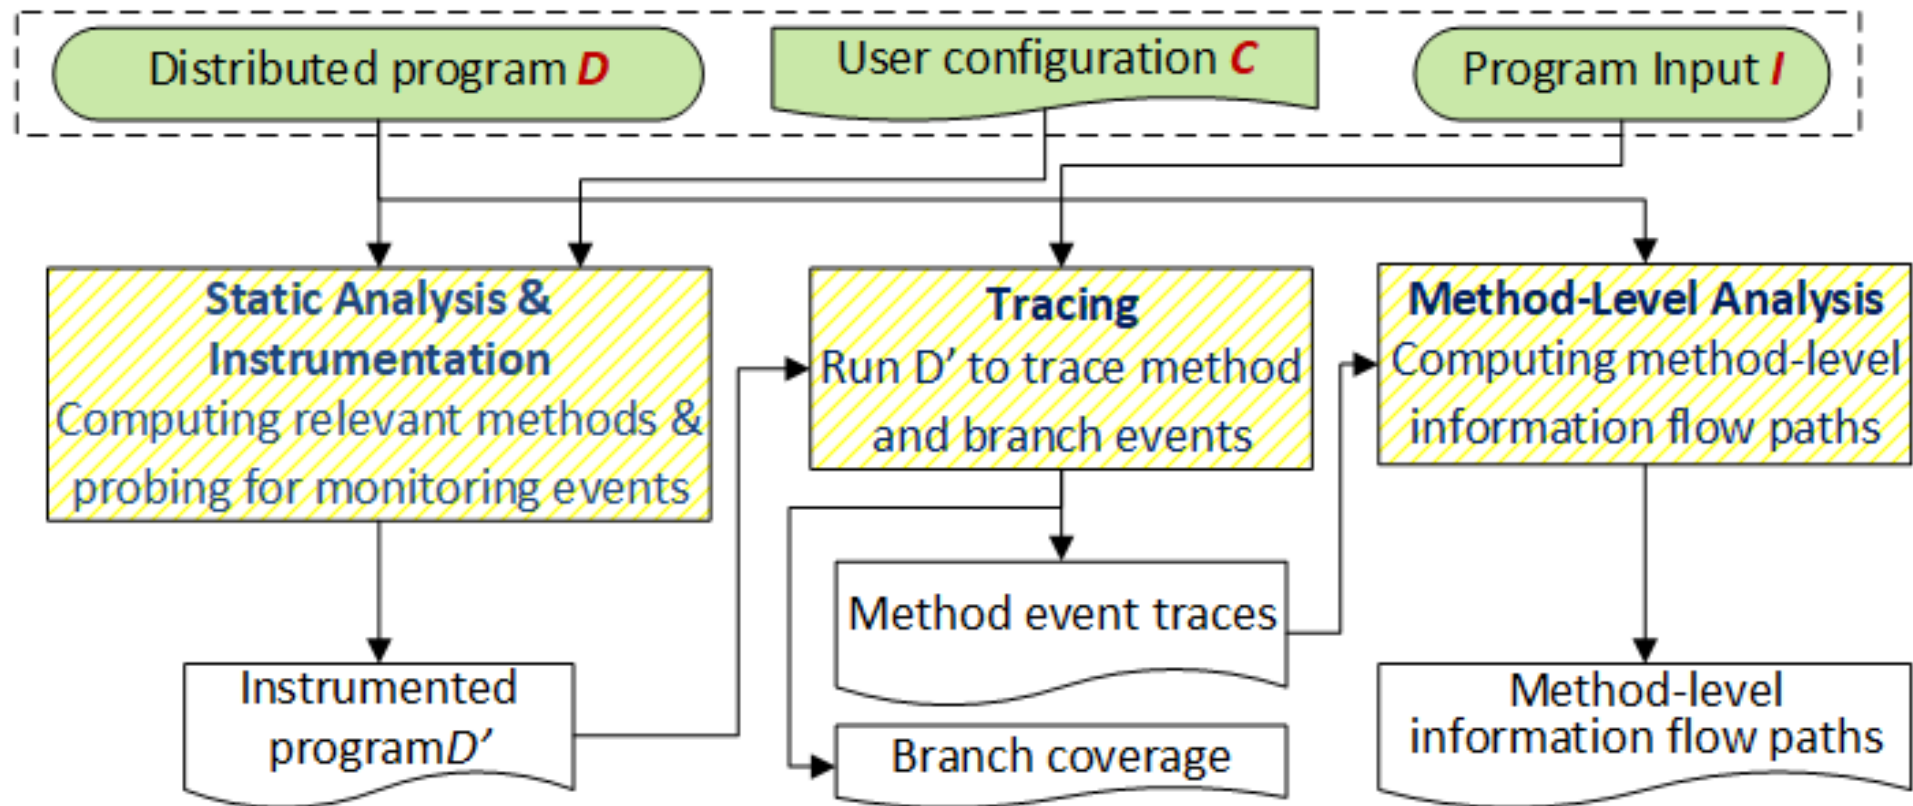 Distributed program D
User configuration C
Program Input I
Static Analysis &
Instrumentation
Computing relevant methods &
probing for monitoring events
Tracing
Run D’ to trace method
and branch events
Method-Level Analysis
Computing method-level
information flow paths
Instrumented
programD’
Method event traces
Branch coverage
Method-level
information flow paths